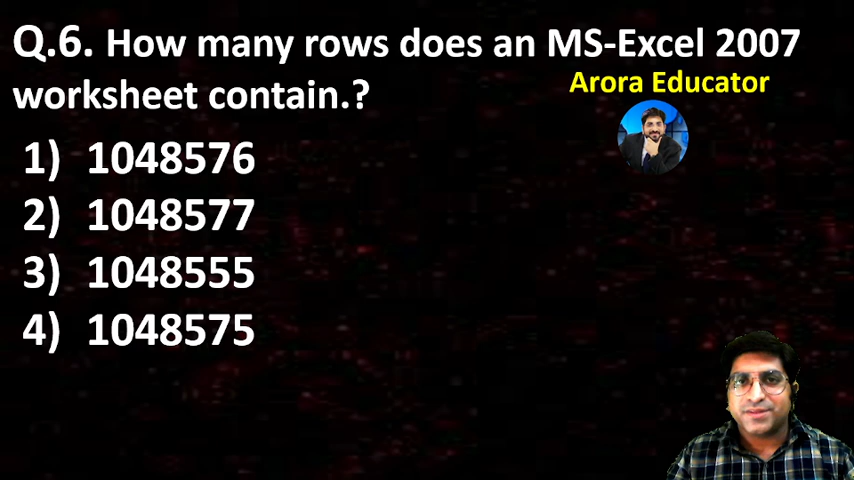 Q.6. How many rows does an MS-Excel 2007
worksheet contain.?
Arora Educator
1) 1048576
2) 1048577
3) 1048555
4) 1048575